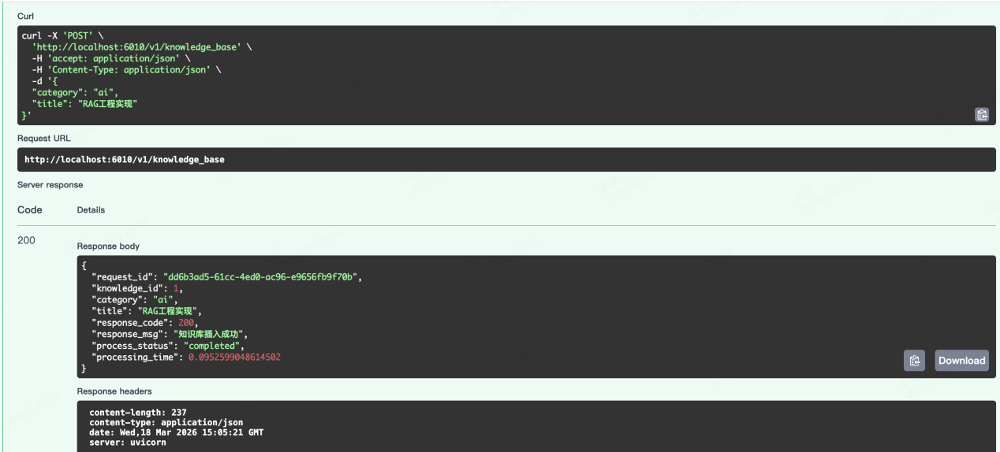 Curl
curl -X 'POST' \
'http://localhost:6010/v1/knowledge_base' \
-H 'accept: application/json' \
-H 'Content-Type: application/json' \
-d '{
"category": "ai",
"title": "RAG工程实现"
}'
Request URL
http://localhost:6010/v1/knowledge_base
Server response
Code Details
200
Response body
{
"request_id": "dd6b3ad5-61cc-4ed0-ac96-e9656fb9f70b",
"knowledge_id": 1,
"category": "ai",
"title": "RAG工程实现",
"response_code": 200,
"response_msg": "知识库插入成功",
"process_status": "completed",
"processing_time": 0.0952599048614502
}
Download
Response headers
content-length: 237
content-type: application/json
date: Wed,18 Mar 2026 15:05:21 GMT
server: uvicorn